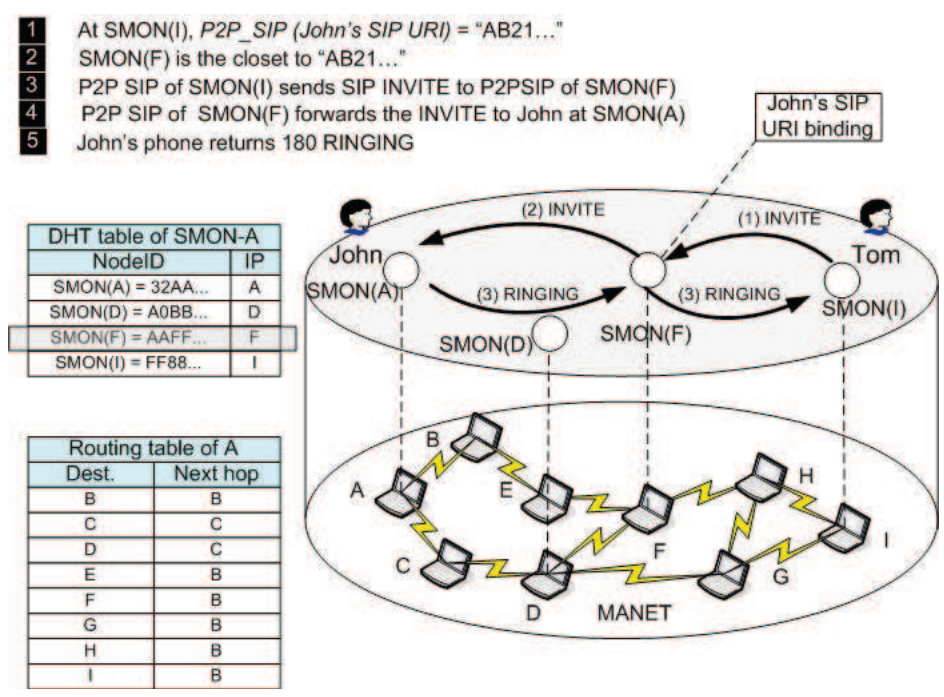 1 At SMON(I), P2P_SIP (John's SIP URI) = “AB21…”
2 SMON(F) is the closet to “AB21…”
3 P2P SIP of SMON(I) sends SIP INVITE to P2PSIP of SMON(F)
4 P2P SIP of SMON(F) forwards the INVITE to John at SMON(A)
5 John's phone returns 180 RINGING
John's SIP
URI binding
DHT table of SMON-A
NodeID IP
SMON(A) = 32AA... A
SMON(D) = A0BB... D
SMON(F) = AAFF... F
SMON(I) = FF88... I
(2) INVITE
(1) INVITE
John
Tom
SMON(A)
(3) RINGING
(3) RINGING
SMON(I)
SMON(D)
SMON(F)
Routing table of A
Dest. Next hop
B B
C C
D C
E B
F B
G B
H B
I B
B
H
A
E
F
I
C
G
D
MANET